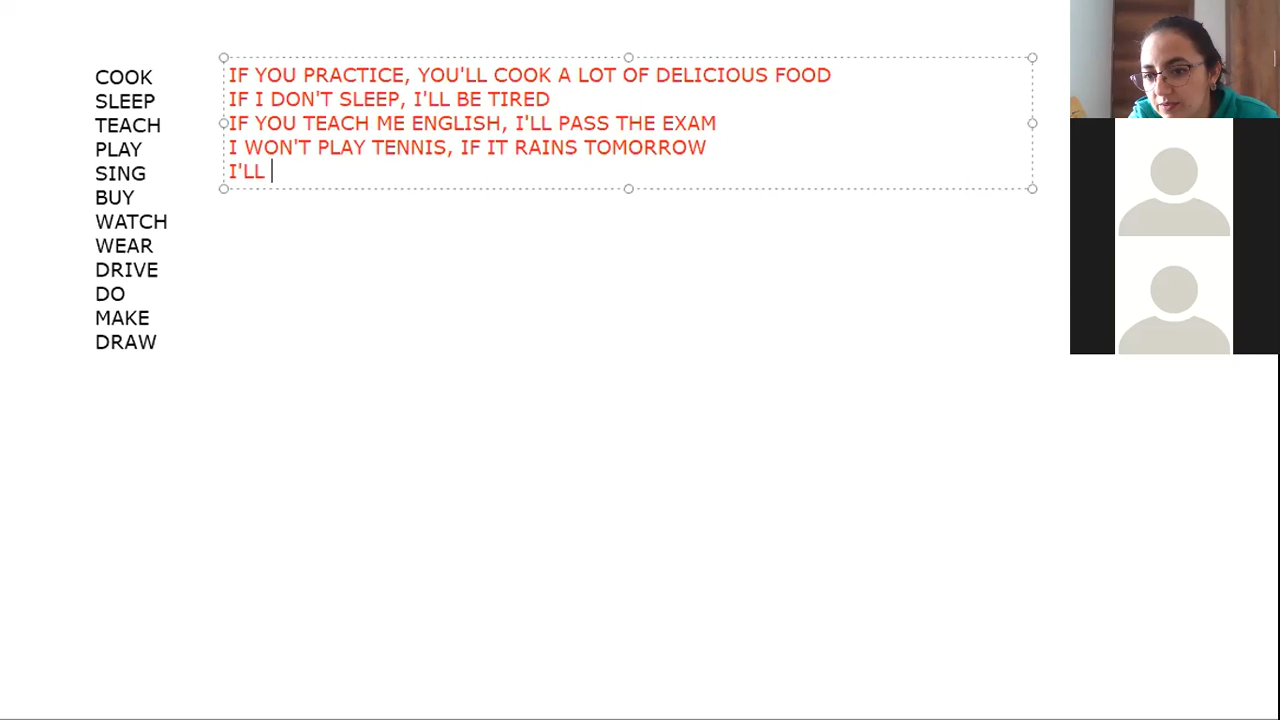 COOK
SLEEP
TEACH
PLAY
SING
BUY
WATCH
WEAR
DRIVE
DO
MAKE
DRAW
IF YOU PRACTICE, YOU'LL COOK A LOT OF DELICIOUS FOOD
IF I DON'T SLEEP, I'LL BE TIRED
IF YOU TEACH ME ENGLISH, I'LL PASS THE EXAM
I WON'T PLAY TENNIS, IF IT RAINS TOMORROW
I'LL